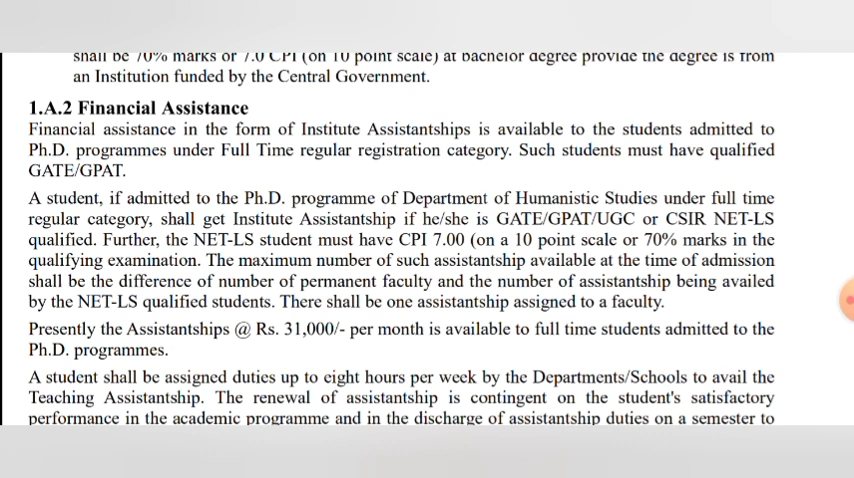 shall be 70% marks or 7.0 CPI (on 10 point scale) at bachelor degree provide the degree is from
an Institution funded by the Central Government.
1.A.2 Financial Assistance
Financial assistance in the form of Institute Assistantships is available to the students admitted to
Ph.D. programmes under Full Time regular registration category. Such students must have qualified
GATE/GPAT.
A student, if admitted to the Ph.D. programme of Department of Humanistic Studies under full time
regular category, shall get Institute Assistantship if he/she is GATE/GPAT/UGC or CSIR NET-LS
qualified. Further, the NET-LS student must have CPI 7.00 (on a 10 point scale or 70% marks in the
qualifying examination. The maximum number of such assistantship available at the time of admission
shall be the difference of number of permanent faculty and the number of assistantship being availed
by the NET-LS qualified students. There shall be one assistantship assigned to a faculty.
Presently the Assistantships @ Rs. 31,000/- per month is available to full time students admitted to the
Ph.D. programmes.
A student shall be assigned duties up to eight hours per week by the Departments/Schools to avail the
Teaching Assistantship. The renewal of assistantship is contingent on the student's satisfactory
performance in the academic programme and in the discharge of assistantship duties on a semester to